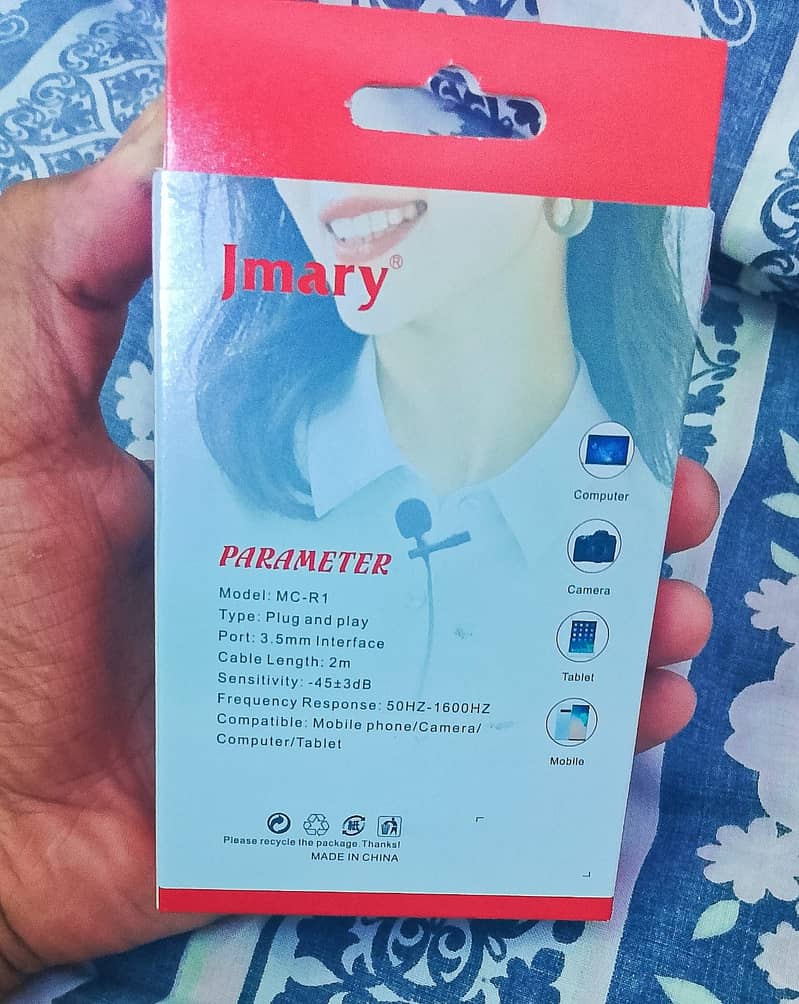 Jmary®
PARAMETER
Model: MC-R1
Type: Plug and play
Port: 3.5mm Interface
Cable Length: 2m
Sensitivity: -45±3dB
Frequency Response: 50HZ-1600HZ
Compatible: Mobile phone/Camera/
Computer/Tablet
Computer
Camera
Tablet
Mobile
紙
Please recycle the package.Thanks!
MADE IN CHINA